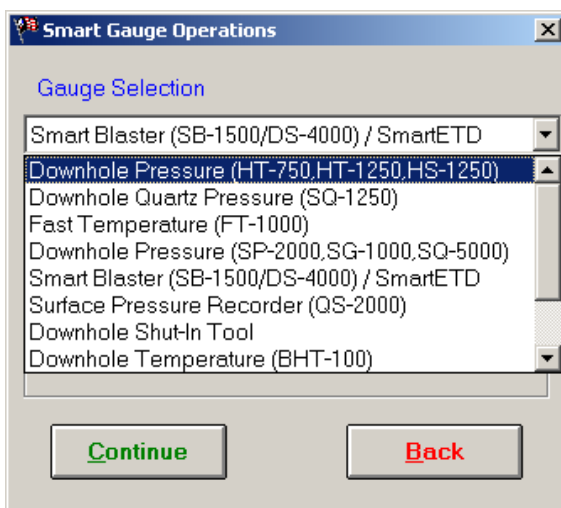 Smart Gauge Operations
Gauge Selection
Smart Blaster (SB-1500/DS-4000) / SmartETD
Downhole Pressure (HT-750,HT-1250,HS-1250)
Downhole Quartz Pressure (SQ-1250)
Fast Temperature (FT-1000)
Downhole Pressure (SP-2000,SG-1000,SQ-5000)
Smart Blaster (SB-1500/DS-4000) / SmartETD
Surface Pressure Recorder (QS-2000)
Downhole Shut-In Tool
Downhole Temperature (BHT-100)
Continue
Back